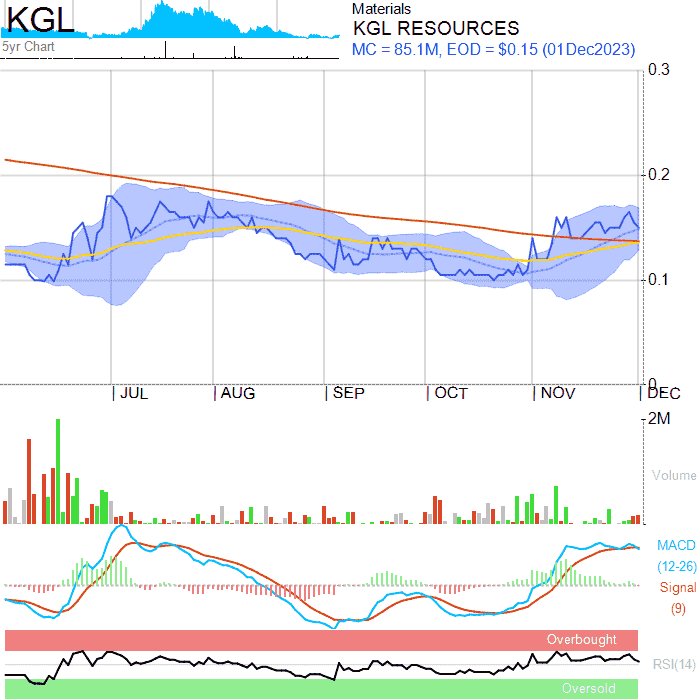 KGL
5yr Chart
Materials
KGL RESOURCES
MC = 85.1M, EOD = $0.15 (01Dec2023)
0.3
0.2
0.1
0
JUL AUG SEP OCT NOV DEC
2M
Volume
MACD
(12-26)
Signal
(9)
Overbought
RSI(14)
Oversold